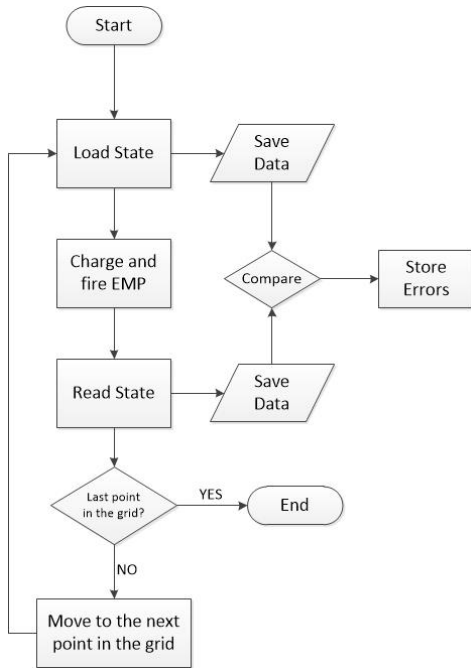 Start
Load State
Save
Data
Charge and
fire EMP
Compare
Store
Errors
Read State
Save
Data
Last point
in the grid?
YES
End
NO
Move to the next
point in the grid